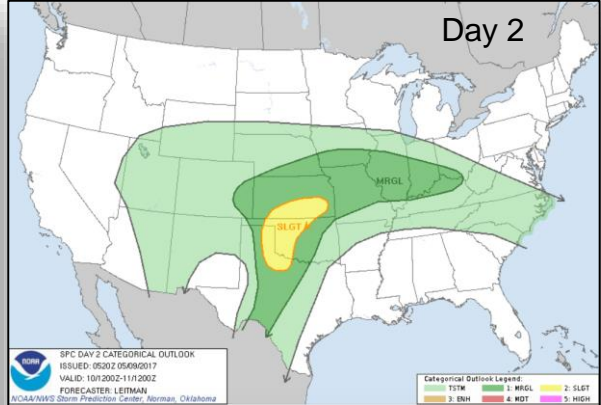 Day 2
MRGL
SLGT
NOAA
SPC DAY 2 CATEGORICAL OUTLOOK
ISSUED: 0520Z 05/09/2017
VALID: 10/1200Z-11/1200Z
FORECASTER: LEITMAN
NOAA/NWS Storm Prediction Center, Norman, Oklahoma
Categorical Outlook Legend:
TSTM 1: MRGL 2: SLGT
3: ENH 4: MDT 5: HIGH